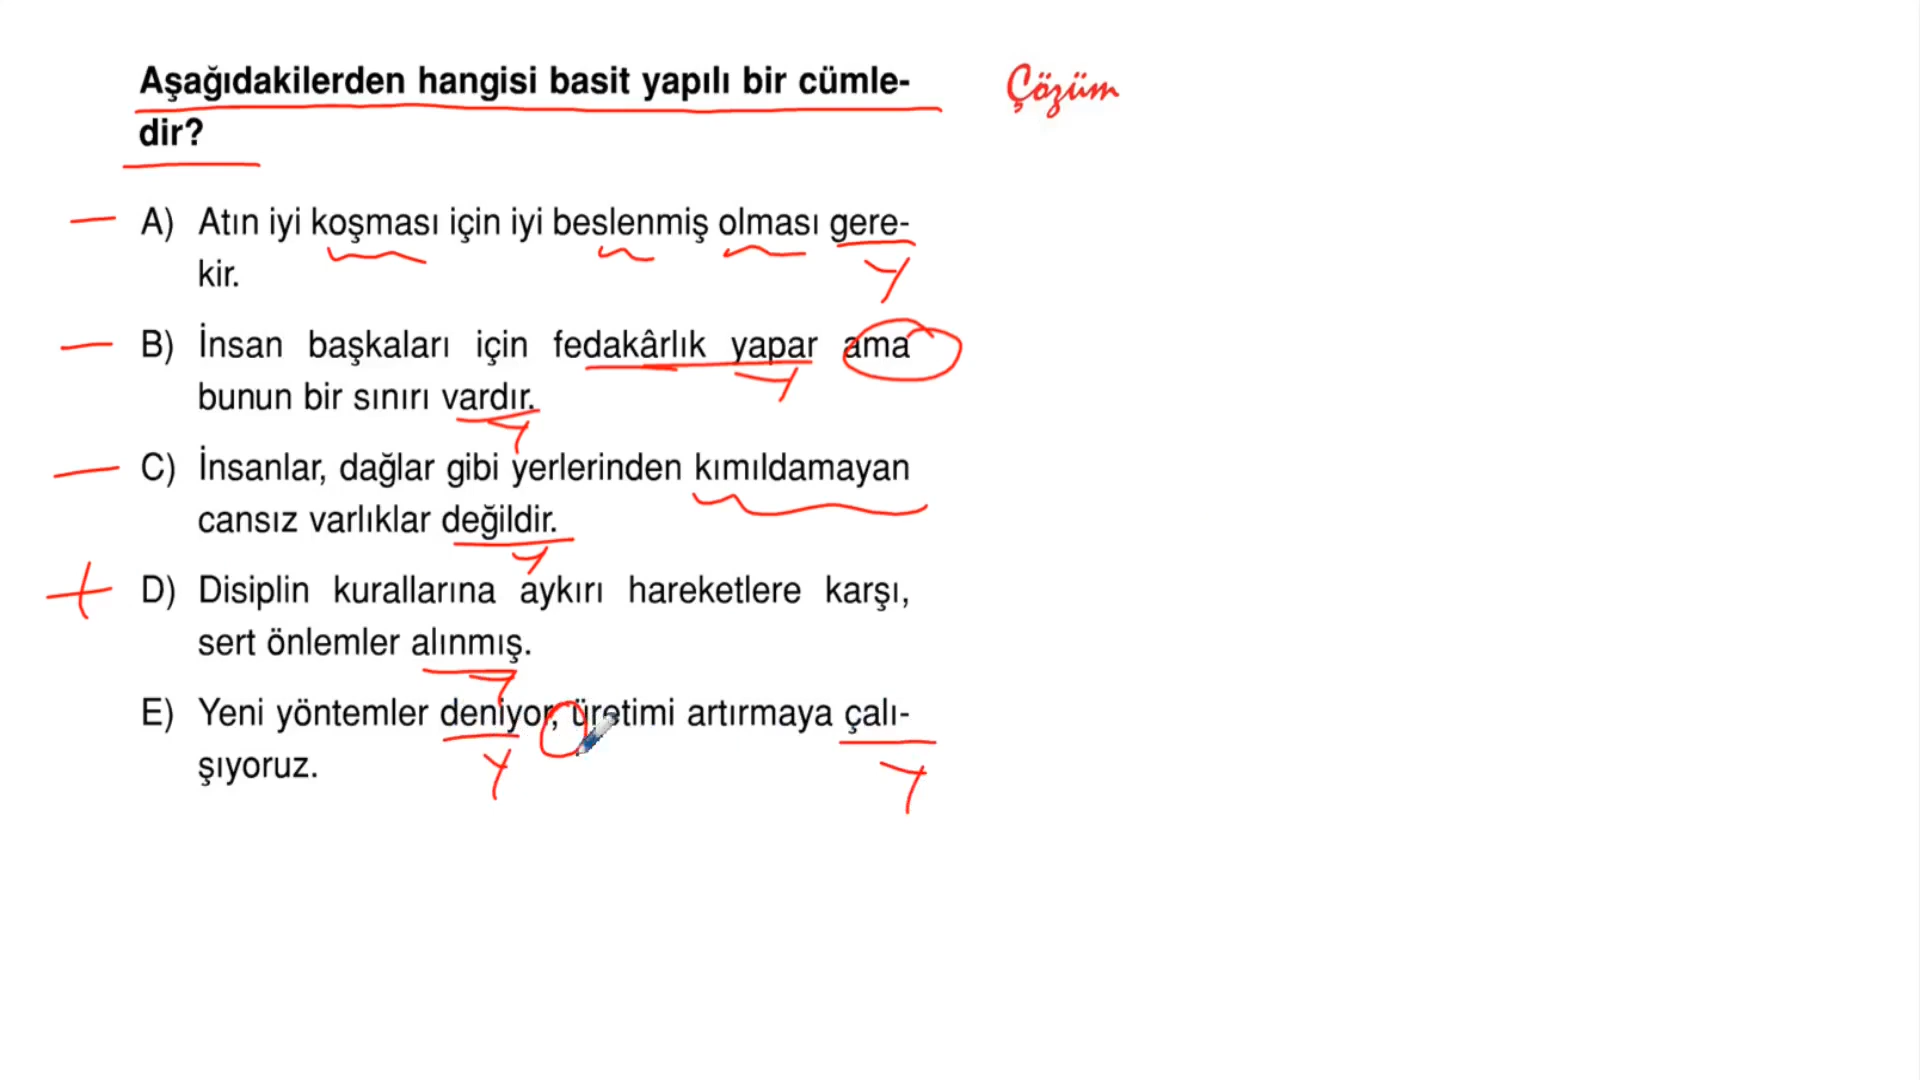 Aşağıdakilerden hangisi basit yapılı bir cümle-
dir?
Çözüm
A) Atın iyi koşması için iyi beslenmiş olması gere-
kir.
Y
B) İnsan başkaları için fedakârlık yapar ama
Y
bunun bir sınırı vardır.
Y
C) İnsanlar, dağlar gibi yerlerinden kımıldamayan
cansız varlıklar değildir.
Y
D) Disiplin kurallarına aykırı hareketlere karşı,
sert önlemler alınmış.
Y
E) Yeni yöntemler deniyor, üretimi artırmaya çalı-
şıyoruz.
Y Y